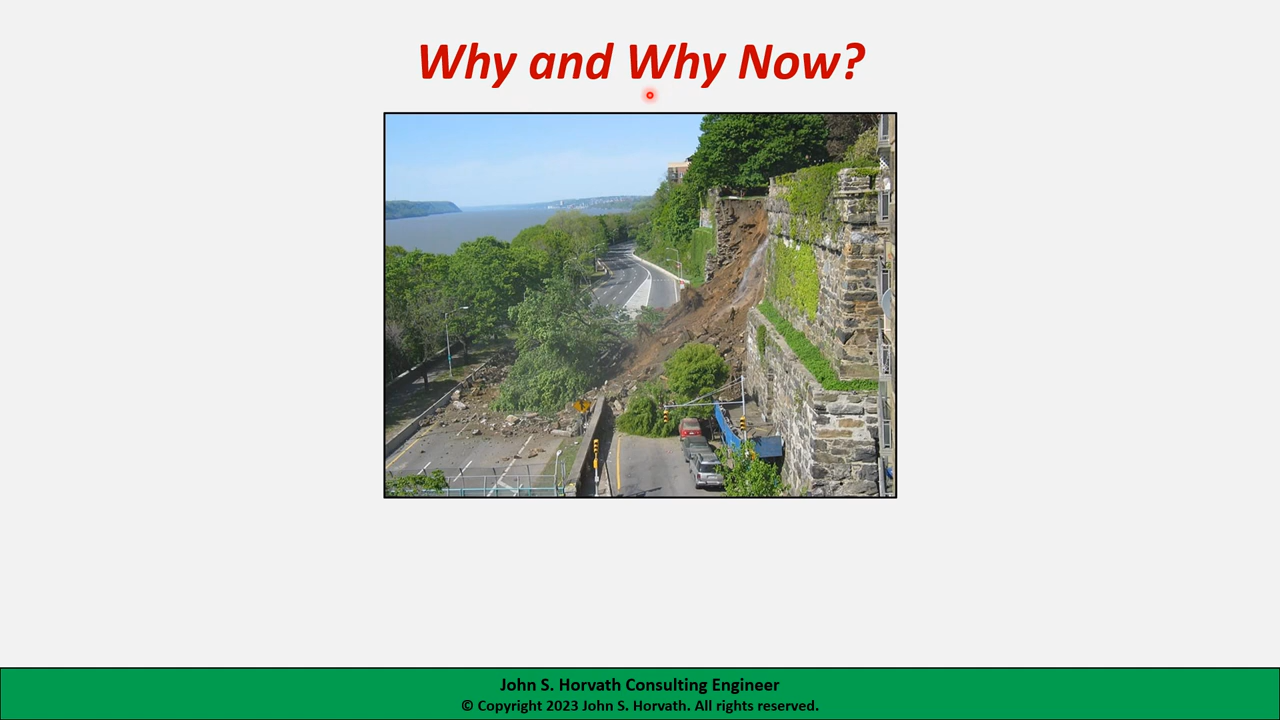 Why and Why Now?
John S. Horvath Consulting Engineer
© Copyright 2023 John S. Horvath. All rights reserved.